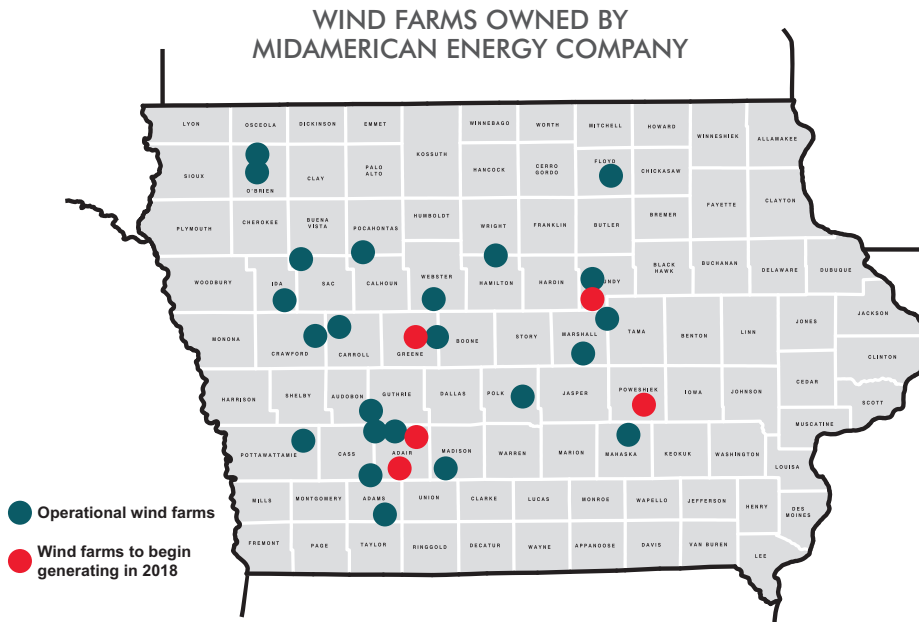 WIND FARMS OWNED BY
MIDAMERICAN ENERGY COMPANY
LYON OSCEOLA DICKINSON EMMET KOSSUTH WINNEBAGO WORTH MITCHELL HOWARD WINNESHIEK ALLAMAKEE
SIOUX O'BRIEN CLAY PALO
ALTO HANCOCK CERRO
GORDO FLOYD CHICKASAW
PLYMOUTH CHEROKEE BUENA
VISTA POCAHONTAS HUMBOLDT WRIGHT FRANKLIN BUTLER BREMER FAYETTE CLAYTON
WOODBURY IDA SAC CALHOUN WEBSTER HAMILTON HARDIN UNDY BLACK
HAWK BUCHANAN DELAWARE DUBUQUE
MONONA CRAWFORD CARROLL GREENE BOONE STORY MARSHALL TAMA BENTON LINN JONES JACKSON
CLINTON
HARRISON SHELBY AUDOBON GUTHRIE DALLAS POLK JASPER POWESHIEK IOWA JOHNSON CEDAR SCOTT
MUSCATINE
POTTAWATTAMIE CASS ADAIR MADISON WARREN MARION MAHASKA KEOKUK WASHINGTON LOUISA
MILLS MONTGOMERY ADAMS UNION CLARKE LUCAS MONROE WAPELLO JEFFERSON HENRY DES
MOINES
FREMONT PAGE TAYLOR RINGGOLD DECATUR WAYNE APPANOOSE DAVIS VAN BUREN LEE
Operational wind farms
Wind farms to begin
generating in 2018